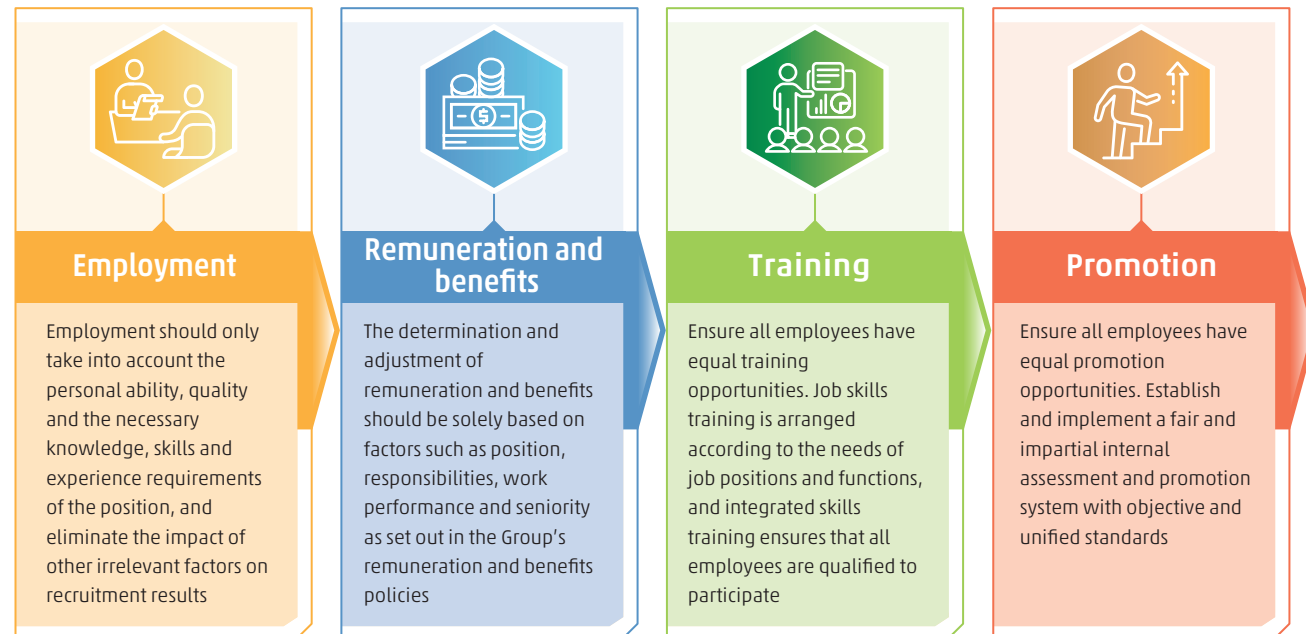 Employment
Employment should only
take into account the
personal ability, quality
and the necessary
knowledge, skills and
experience requirements
of the position, and
eliminate the impact of
other irrelevant factors on
recruitment results
Remuneration and
benefits
The determination and
adjustment of
remuneration and benefits
should be solely based on
factors such as position,
responsibilities, work
performance and seniority
as set out in the Group’s
remuneration and benefits
policies
Training
Ensure all employees have
equal training
opportunities. Job skills
training is arranged
according to the needs of
job positions and functions,
and integrated skills
training ensures that all
employees are qualified to
participate
Promotion
Ensure all employees have
equal promotion
opportunities. Establish
and implement a fair and
impartial internal
assessment and promotion
system with objective and
unified standards